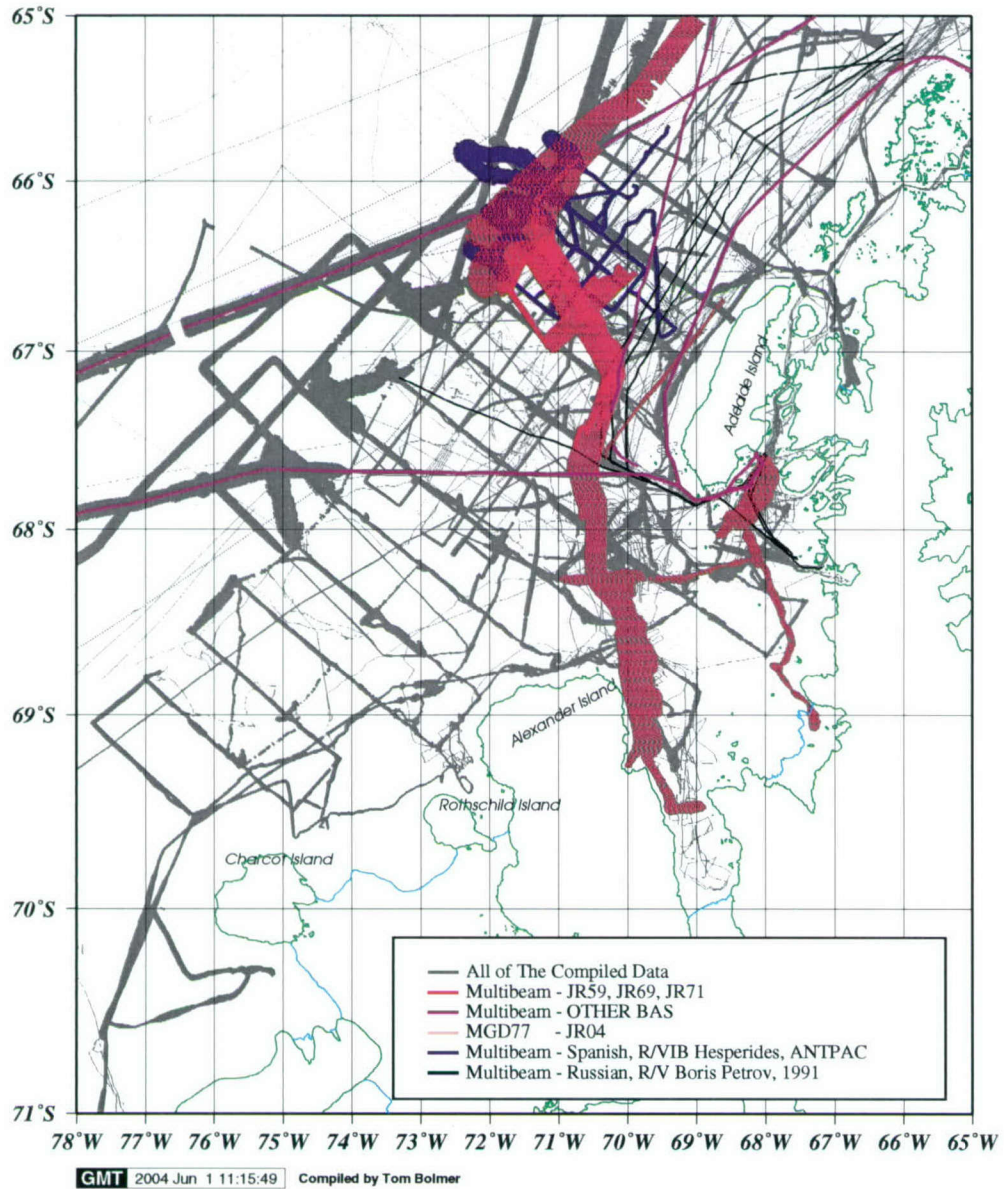 65°S
66°S
67°S
Adelaide Island
68°S
69°S
Alexander Island
Rothschild Island
Charcot Island
70°S
All of The Compiled Data
Multibeam - JR59, JR69, JR71
Multibeam - OTHER BAS
MGD77 - JR04
Multibeam - Spanish, R/VIB Hesperides, ANTPAC
Multibeam - Russian, R/V Boris Petrov, 1991
71°S
78°W 77°W 76°W 75°W 74°W 73°W 72°W 71°W 70°W 69°W 68°W 67°W 66°W 65°W
GMT 2004 Jun 1 11:15:49 Compiled by Tom Bolmer